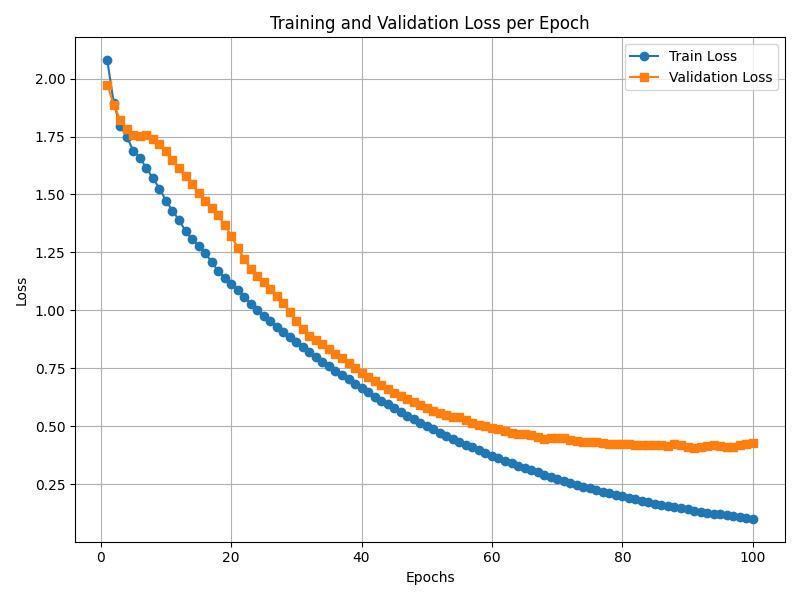 Training and Validation Loss per Epoch
Train Loss
Validation Loss
2.00
1.75
1.50
1.25
1.00
0.75
0.50
0.25
Loss
0 20 40 60 80 100
Epochs